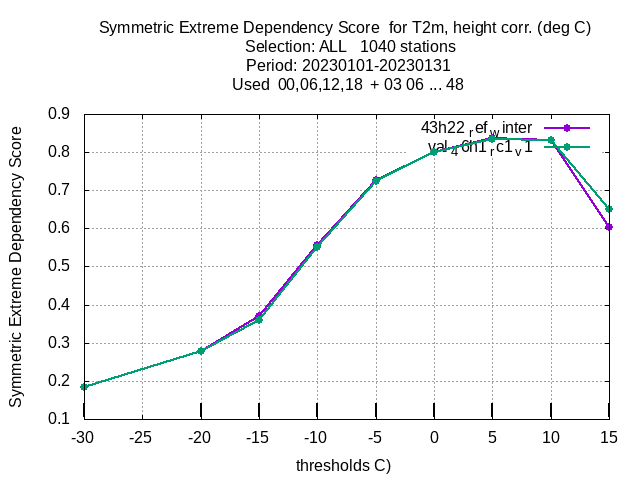 Symmetric Extreme Dependency Score  for T2m, height corr. (deg C)
Selection: ALL   1040 stations
Period: 20230101-20230131
Used  00,06,12,18  + 03 06 ... 48
43h22_ref_winter
val_46h1_rc1_v1
Symmetric Extreme Dependency Score
0.9
0.8
0.7
0.6
0.5
0.4
0.3
0.2
0.1
-30 -25 -20 -15 -10 -5 0 5 10 15
thresholds C)